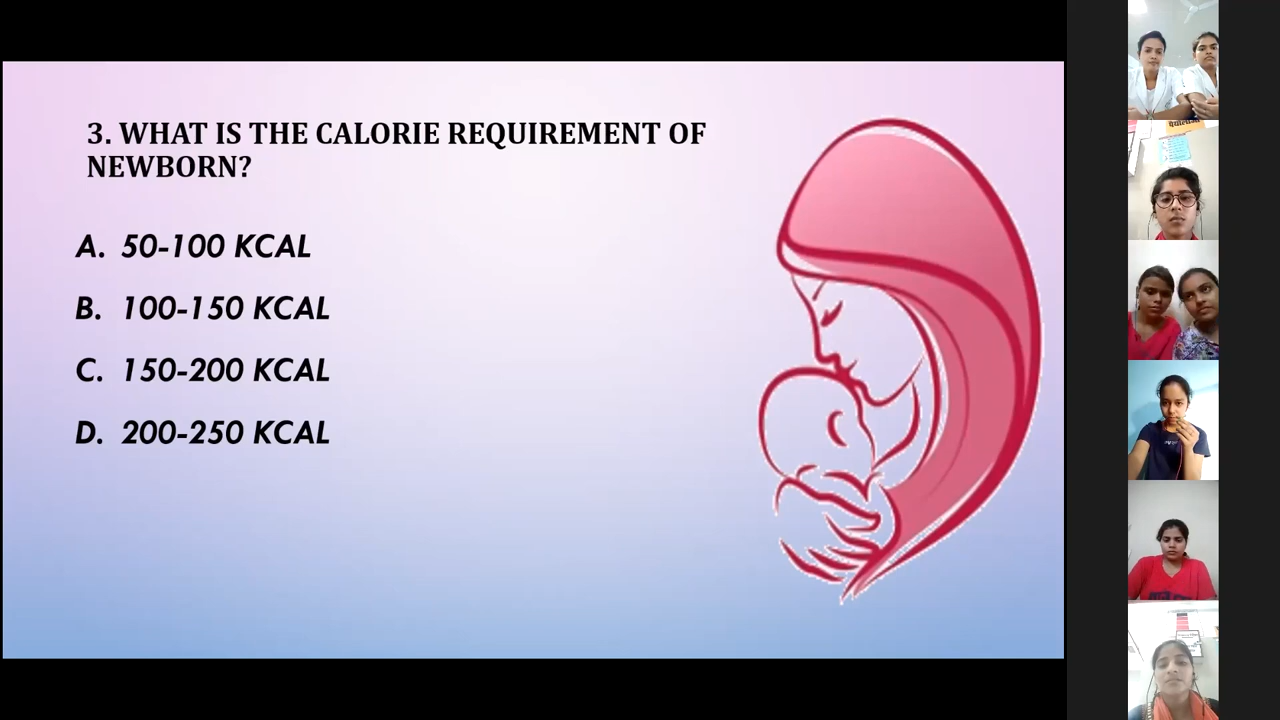 3. WHAT IS THE CALORIE REQUIREMENT OF
NEWBORN?
A. 50-100 KCAL
B. 100-150 KCAL
C. 150-200 KCAL
D. 200-250 KCAL